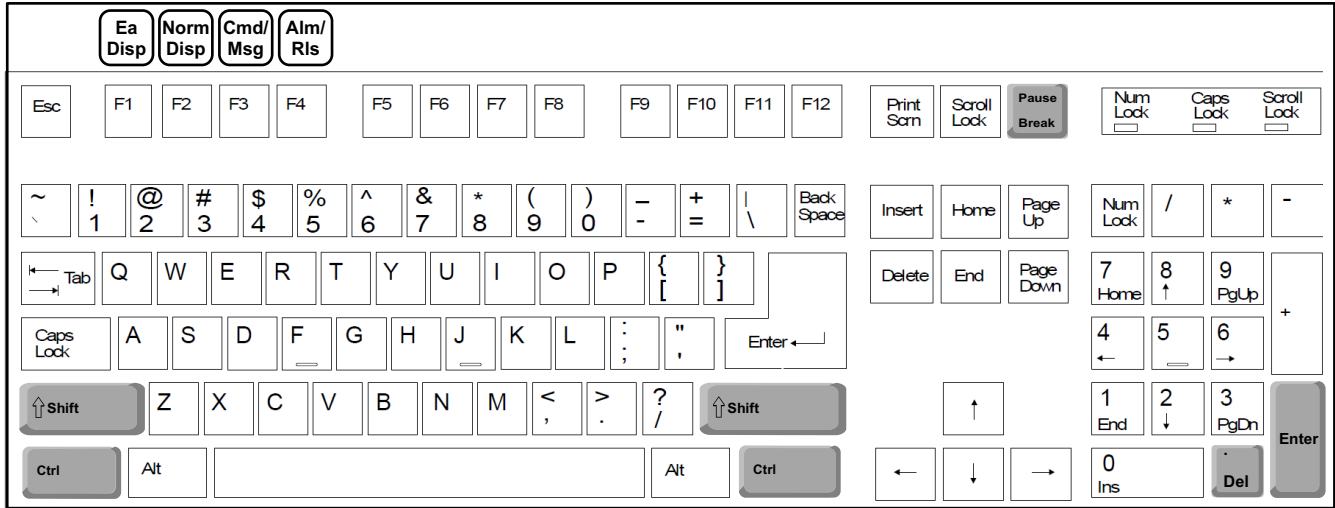 Ea Disp Norm Disp Cmd/ Msg Alm/ Rls
Esc F1 F2 F3 F4 F5 F6 F7 F8 F9 F10 F11 F12 Print Scrn Scroll Lock Pause Break Num Lock Caps Lock Scroll Lock
~ ` ! 1 @ 2 # 3 $ 4 % 5 ^ 6 & 7 * 8 ( 9 ) 0 _ - + = | \ Back Space Insert Home Page Up Num Lock / * -
Tab Q W E R T Y U I O P { [ } ] Delete End Page Down 7 Home 8 ↑ 9 PgUp +
Caps Lock A S D F G H J K L : ; " ' Enter 4 ← 5 6 →
⇧ Shift Z X C V B N M < , > . ? / ⇧ Shift ↑ 1 End 2 ↓ 3 PgDn Enter
Ctrl Alt Alt Ctrl ← ↓ → 0 Ins . Del